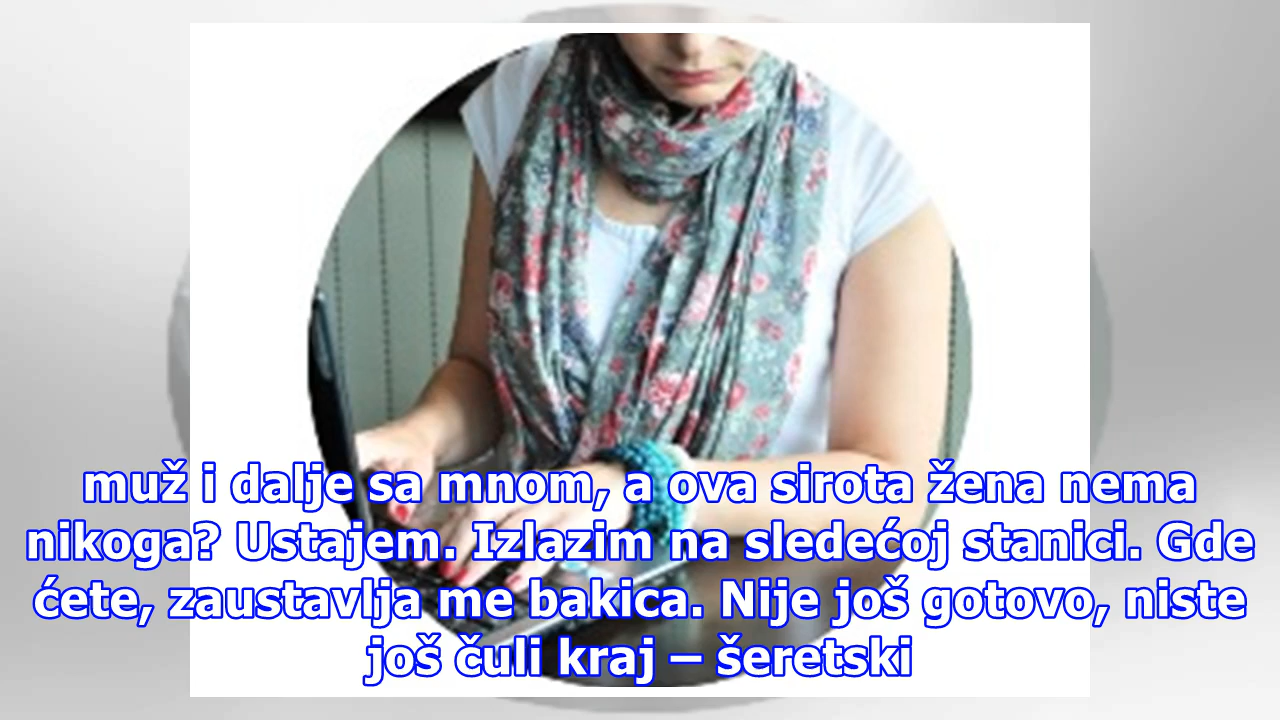 muž i dalje sa mnom, a ova sirota žena nema
nikoga? Ustajem. Izlazim na sledećoj stanici. Gde
ćete, zaustavlja me bakica. Nije još gotovo, niste
još čuli kraj – šeretski